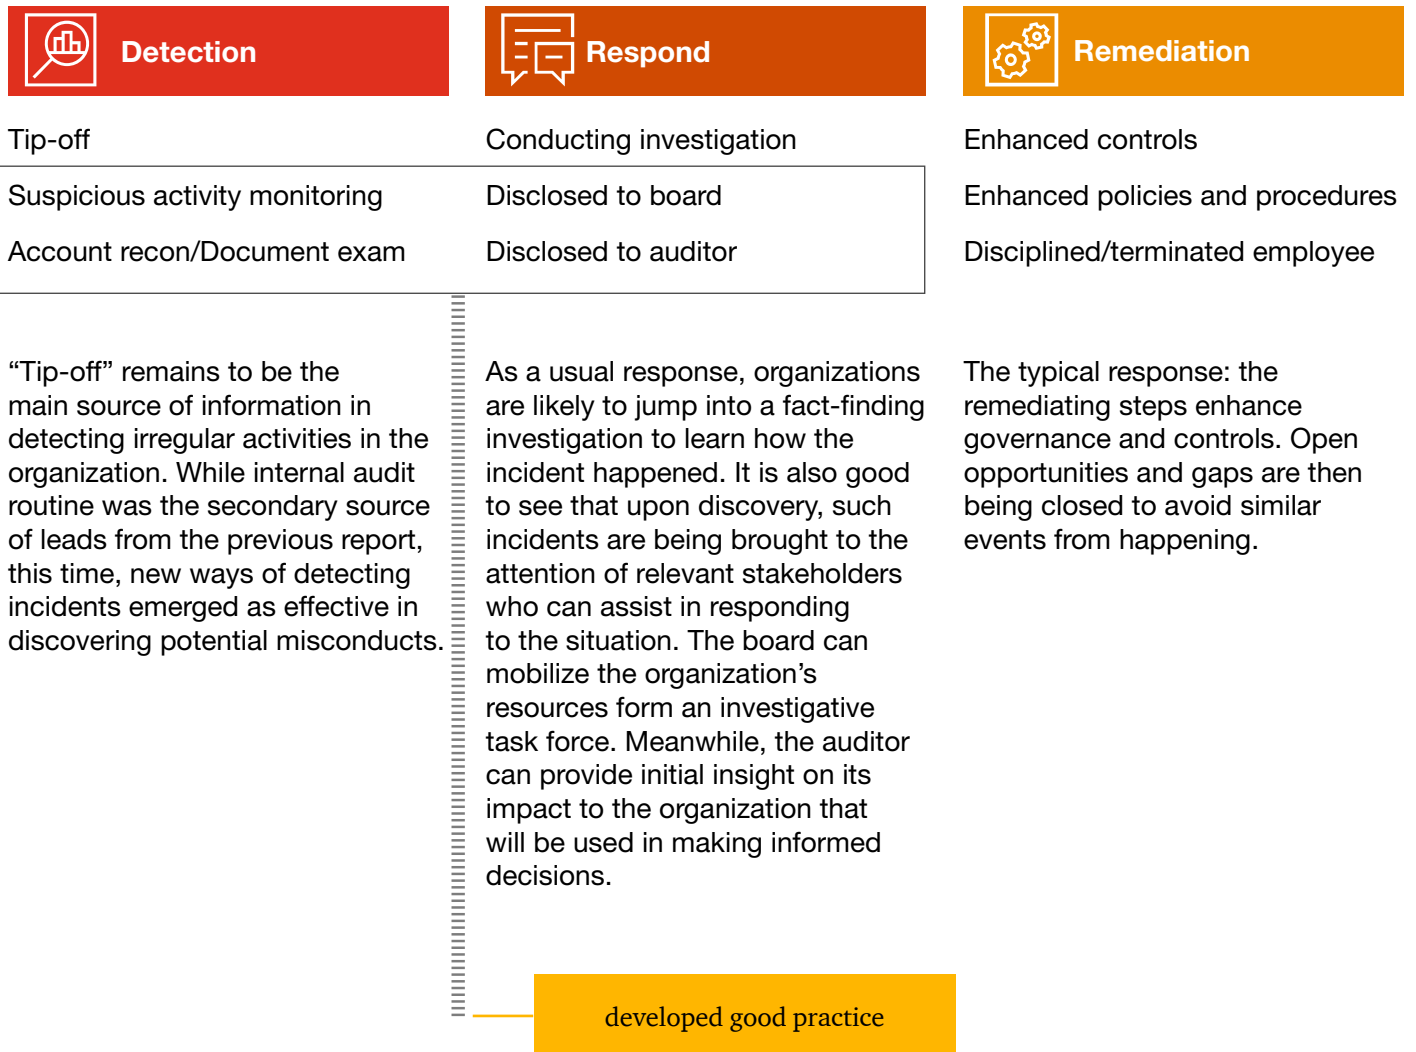 Detection
Respond
Remediation
Tip-off
Conducting investigation
Enhanced controls
Suspicious activity monitoring
Disclosed to board
Enhanced policies and procedures
Account recon/Document exam
Disclosed to auditor
Disciplined/terminated employee
“Tip-off” remains to be the
main source of information in
detecting irregular activities in the
organization. While internal audit
routine was the secondary source
of leads from the previous report,
this time, new ways of detecting
incidents emerged as effective in
discovering potential misconducts.
As a usual response, organizations
are likely to jump into a fact-finding
investigation to learn how the
incident happened. It is also good
to see that upon discovery, such
incidents are being brought to the
attention of relevant stakeholders
who can assist in responding
to the situation. The board can
mobilize the organization’s
resources form an investigative
task force. Meanwhile, the auditor
can provide initial insight on its
impact to the organization that
will be used in making informed
decisions.
The typical response: the
remediating steps enhance
governance and controls. Open
opportunities and gaps are then
being closed to avoid similar
events from happening.
developed good practice